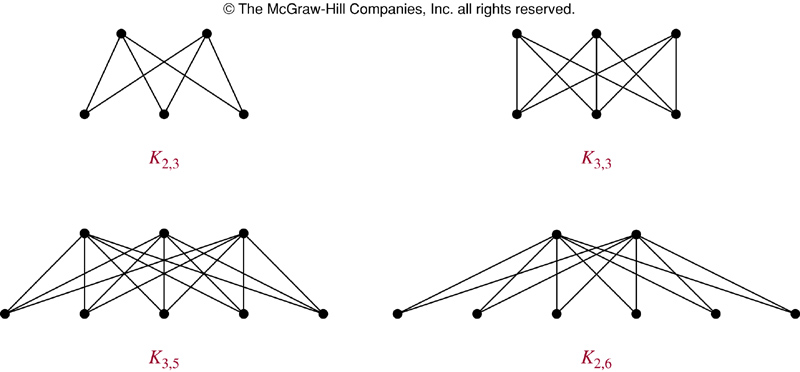 © The McGraw-Hill Companies, Inc. all rights reserved.
K2,3
K3,3
K3,5
K2,6